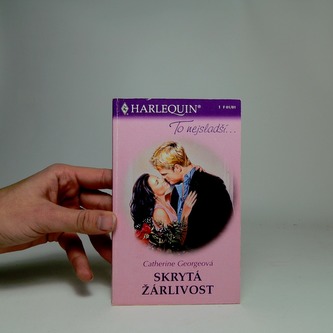 HARLEQUIN®
To nejsladší...
Catherine Georgeová
SKRYTÁ
ŽÁRLIVOST